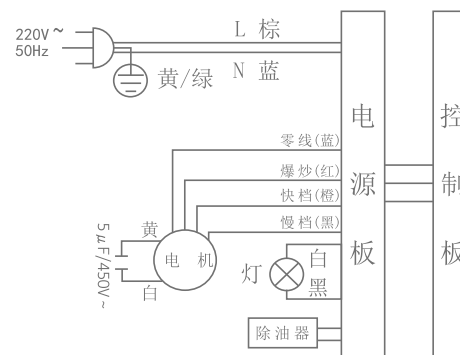 220V~
50Hz
L 棕
N 蓝
黄/绿
零线(蓝)
爆炒(红)
快档(橙)
慢档(黑)
黄
电 机
白
5μF/450V~
灯
白
黑
除油器
电源板
控制板